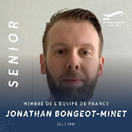 SENIOR
MEMBRE DE L'ÉQUIPE DE FRANCE
JONATHAN BONGEOT-MINET